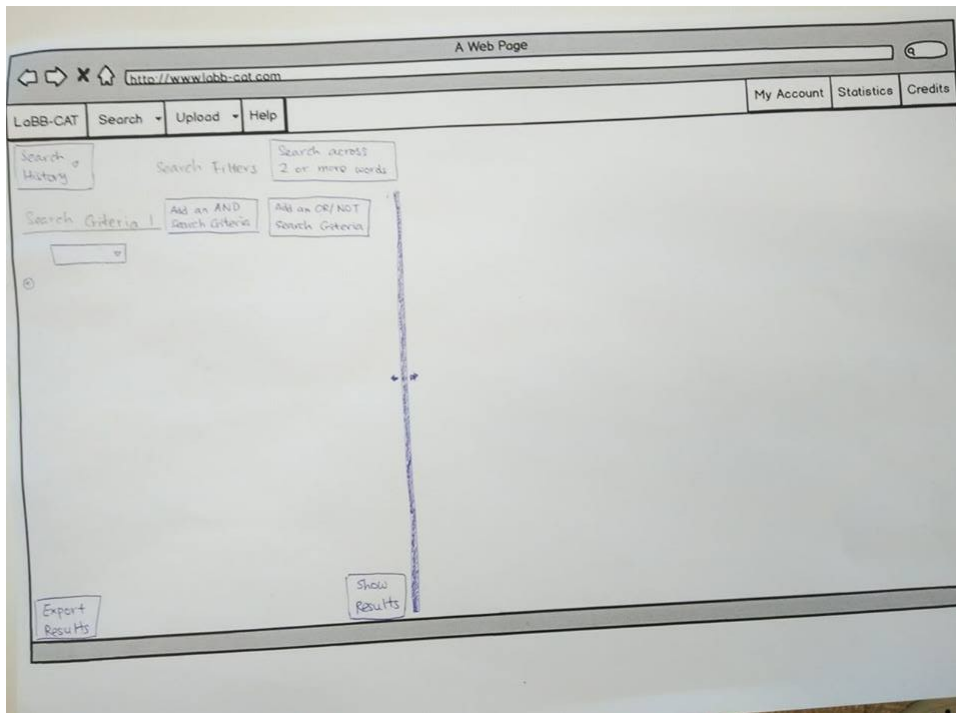 A Web Page
http://www.labb-cat.com
LaBB-CAT Search Upload Help My Account Statistics Credits
Search
History
Search Filters
Search across
2 or more words
Search Criteria 1
Add an AND
Search Criteria
Add an OR/NOT
Search Criteria
Export
Results
Show
Results